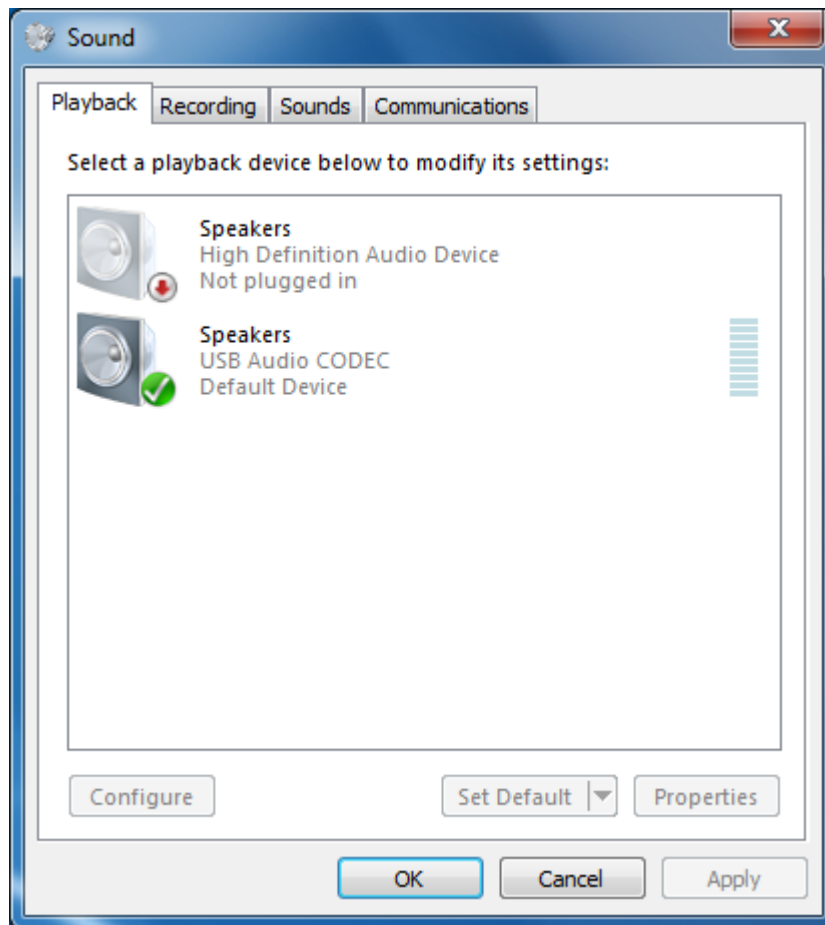 Sound
Playback Recording Sounds Communications
Select a playback device below to modify its settings:
Speakers
High Definition Audio Device
Not plugged in
Speakers
USB Audio CODEC
Default Device
Configure Set Default Properties
OK Cancel Apply